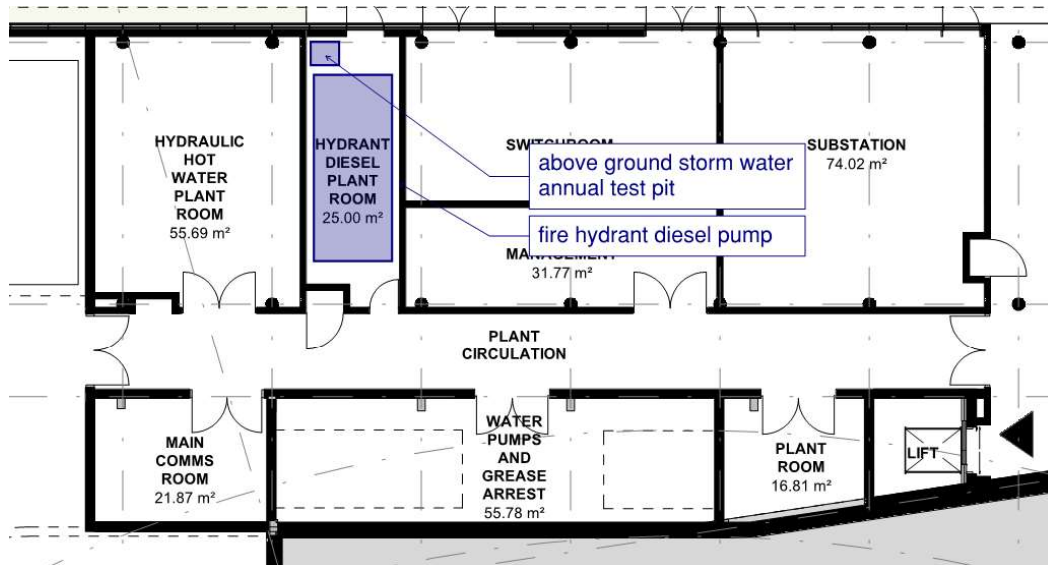 HYDRAULIC
HOT
WATER
PLANT
ROOM
55.69 m²
HYDRANT
DIESEL
PLANT
ROOM
25.00 m²
above ground storm water
annual test pit
fire hydrant diesel pump
31.77 m²
SUBSTATION
74.02 m²
PLANT
CIRCULATION
MAIN
COMMS
ROOM
21.87 m²
WATER
PUMPS
AND
GREASE
ARREST
55.78 m²
PLANT
ROOM
16.81 m²
LIFT